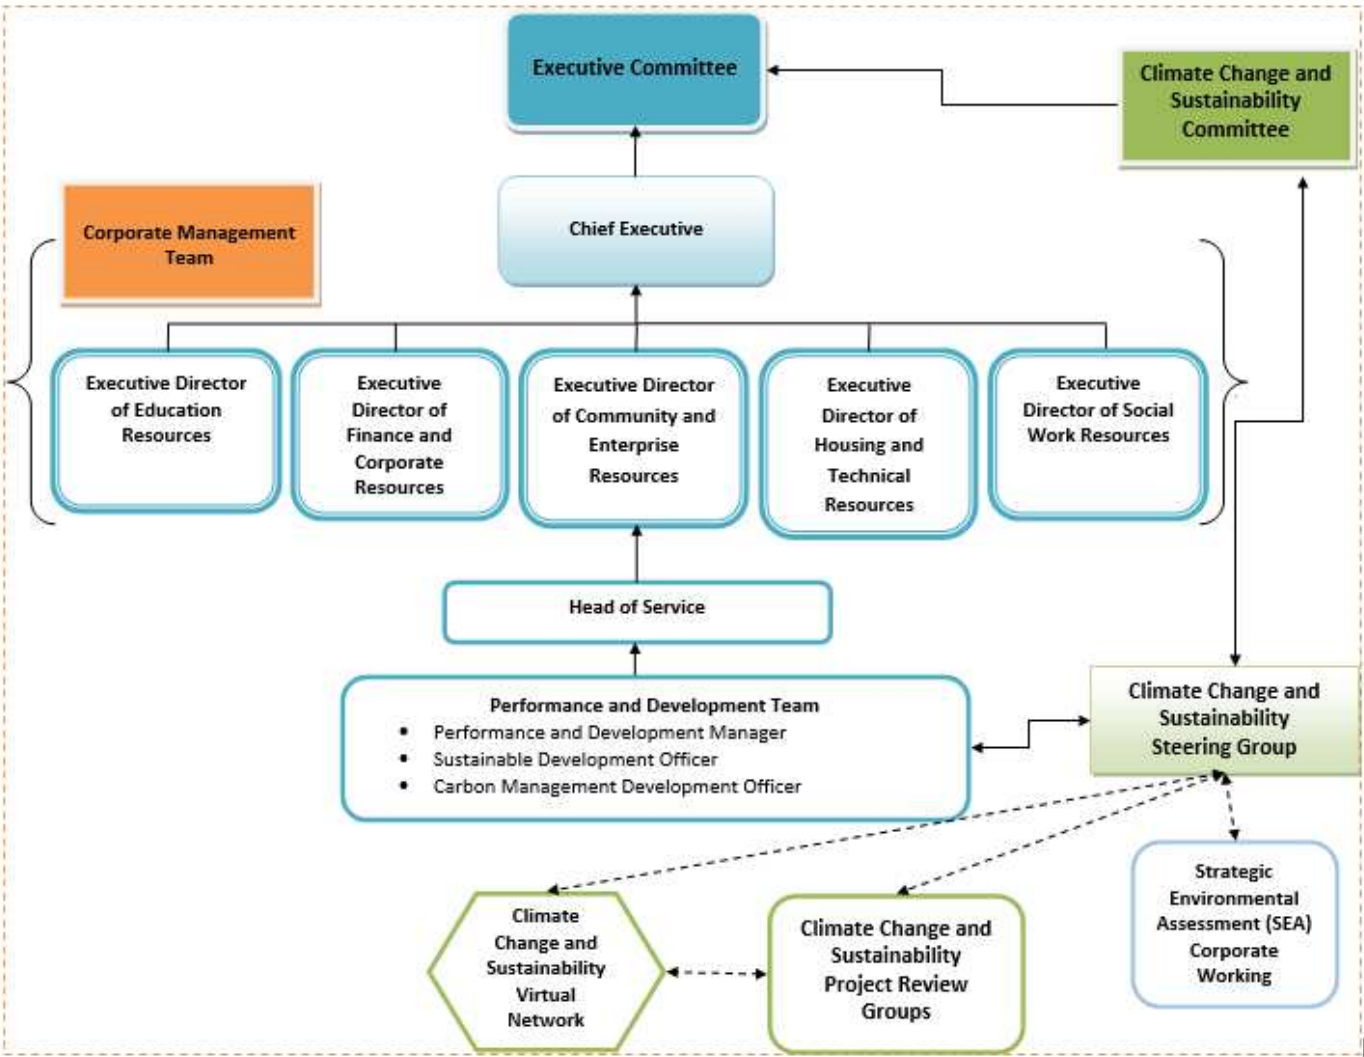 Executive Committee
Climate Change and
Sustainability
Committee
Corporate Management
Team
Chief Executive
Executive Director
of Education
Resources
Executive
Director of
Finance and
Corporate
Resources
Executive Director
of Community and
Enterprise
Resources
Executive
Director of
Housing and
Technical
Resources
Executive
Director of Social
Work Resources
Head of Service
Performance and Development Team
• Performance and Development Manager
• Sustainable Development Officer
• Carbon Management Development Officer
Climate Change and
Sustainability
Steering Group
Climate
Change and
Sustainability
Virtual
Network
Climate Change and
Sustainability
Project Review
Groups
Strategic
Environmental
Assessment (SEA)
Corporate
Working